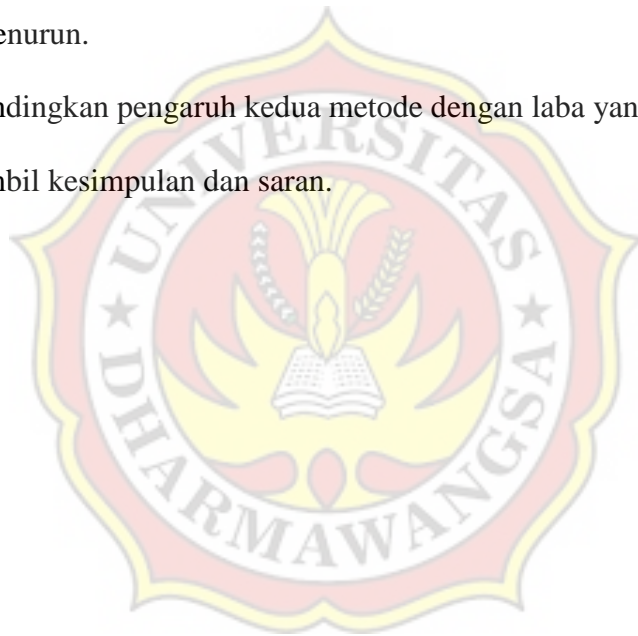 enurun.
ndingkan pengaruh kedua metode dengan laba yan
nbil kesimpulan dan saran.
UNIVERSITAS
DHARMAWANGSA